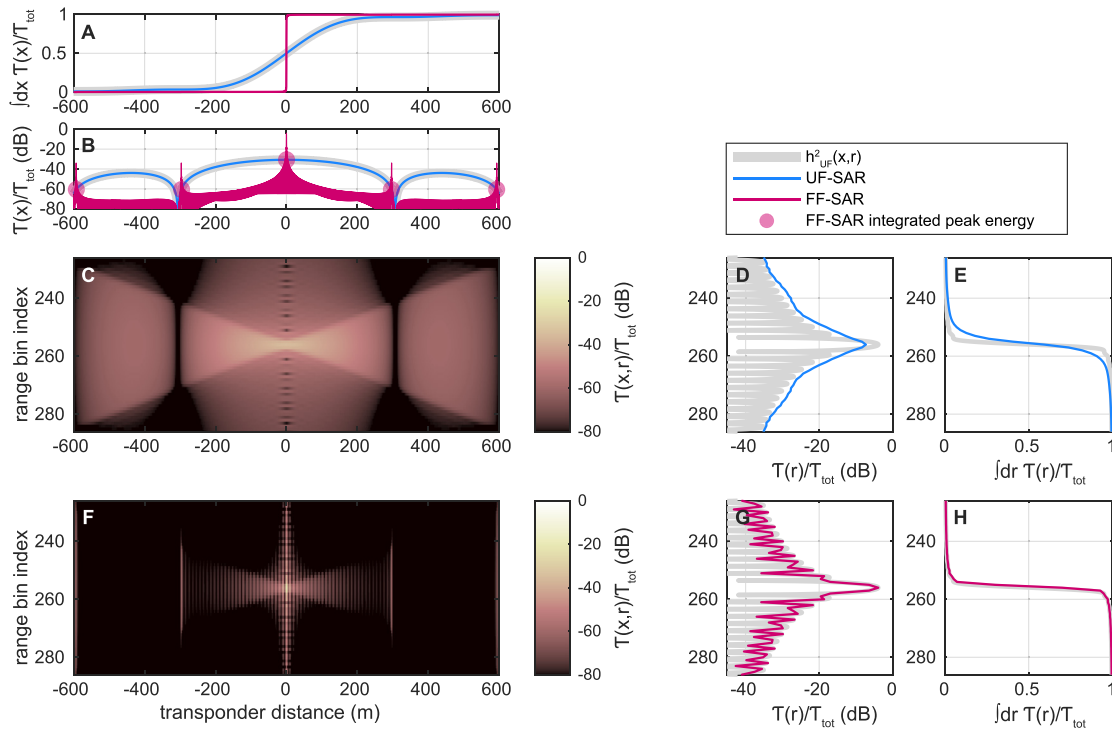 A
∫dx T(x)/T_tot
1
0.5
0
-600 -400 -200 0 200 400 600
B
T(x)/T_tot (dB)
0
-20
-40
-60
-80
-600 -400 -200 0 200 400 600
h²_UF(x,r)
UF-SAR
FF-SAR
FF-SAR integrated peak energy
C
range bin index
240
260
280
-600 -400 -200 0 200 400 600
0
-20
-40
-60
-80
T(x,r)/T_tot (dB)
D
240
260
280
-40 -20 0
T(r)/T_tot (dB)
E
240
260
280
0 0.5 1
∫dr T(r)/T_tot
F
range bin index
240
260
280
-600 -400 -200 0 200 400 600
transponder distance (m)
0
-20
-40
-60
-80
T(x,r)/T_tot (dB)
G
240
260
280
-40 -20 0
T(r)/T_tot (dB)
H
240
260
280
0 0.5 1
∫dr T(r)/T_tot